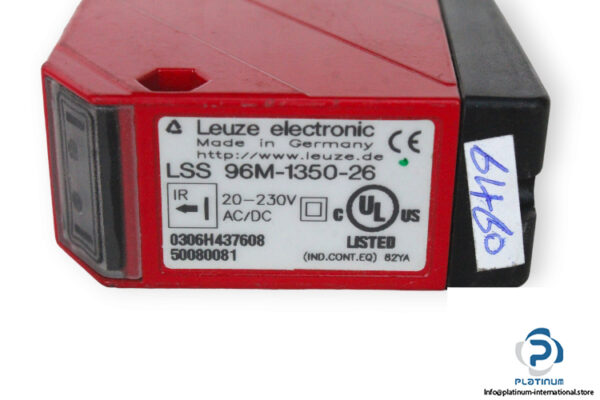 Leuze electronic
Made in Germany
http://www.leuze.de
CE
LSS 96M-1350-26
IR
20-230V
AC/DC
C UL US
LISTED
0306H437608
50080081
(IND.CONT.EQ) 82YA
PLATINUM
Info@platinum-international.store